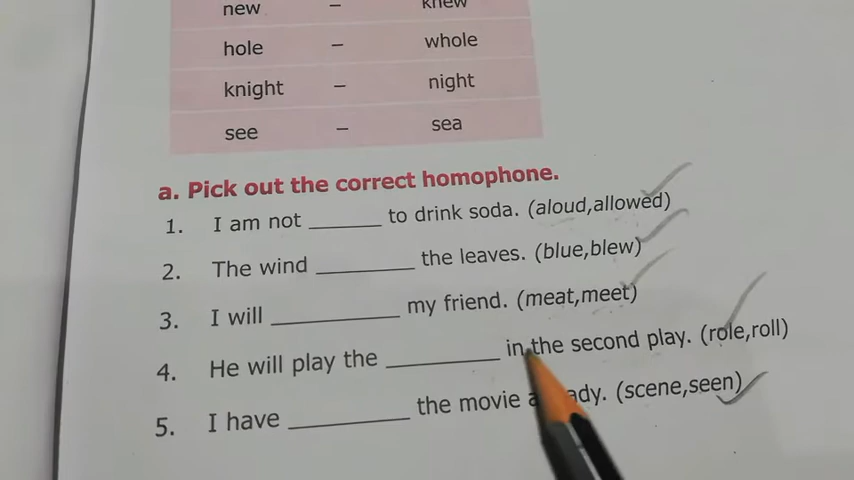 new – knew
hole – whole
knight – night
see – sea
a. Pick out the correct homophone.
1. I am not ______ to drink soda. (aloud,allowed)
2. The wind ________ the leaves. (blue,blew)
3. I will __________ my friend. (meat,meet)
4. He will play the _________ in the second play. (role,roll)
5. I have __________ the movie (scene,seen)